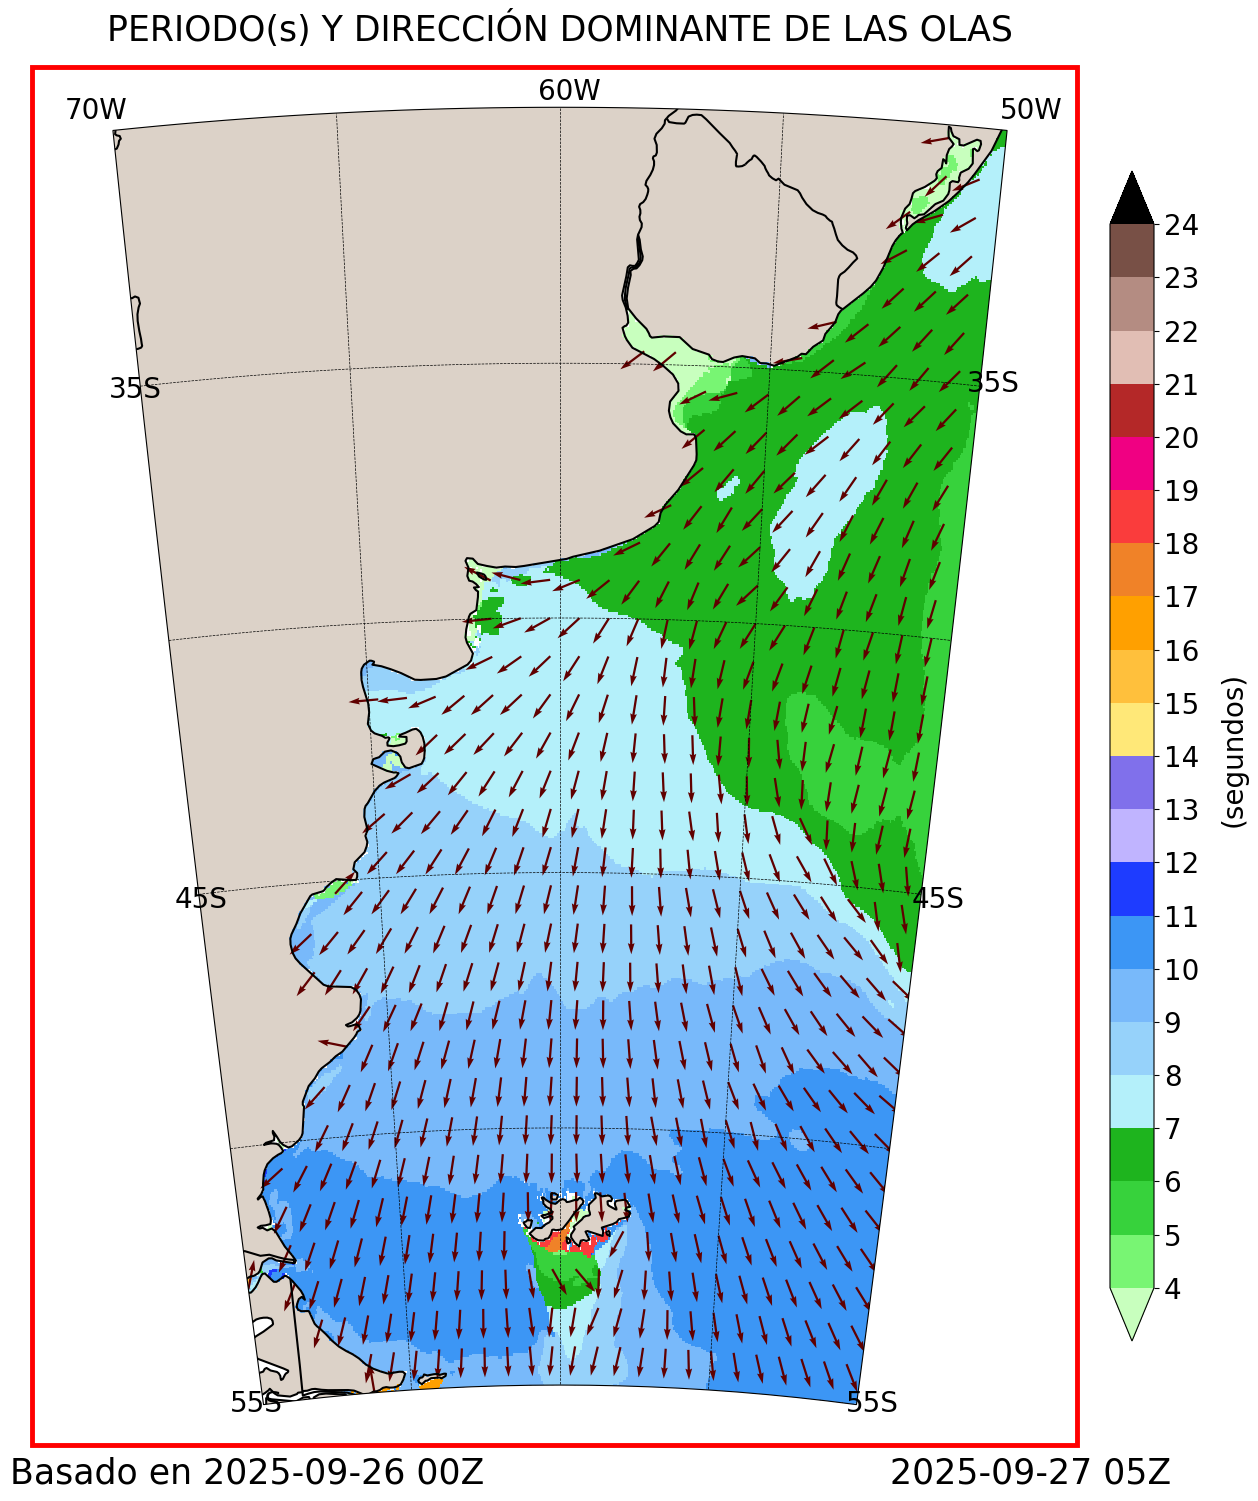 PERIODO(s) Y DIRECCIÓN DOMINANTE DE LAS OLAS
70W
60W
50W
35S
35S
45S
45S
55S
55S
24
23
22
21
20
19
18
17
16
15
14
13
12
11
10
9
8
7
6
5
4
(segundos)
Basado en 2025-09-26 00Z
2025-09-27 05Z